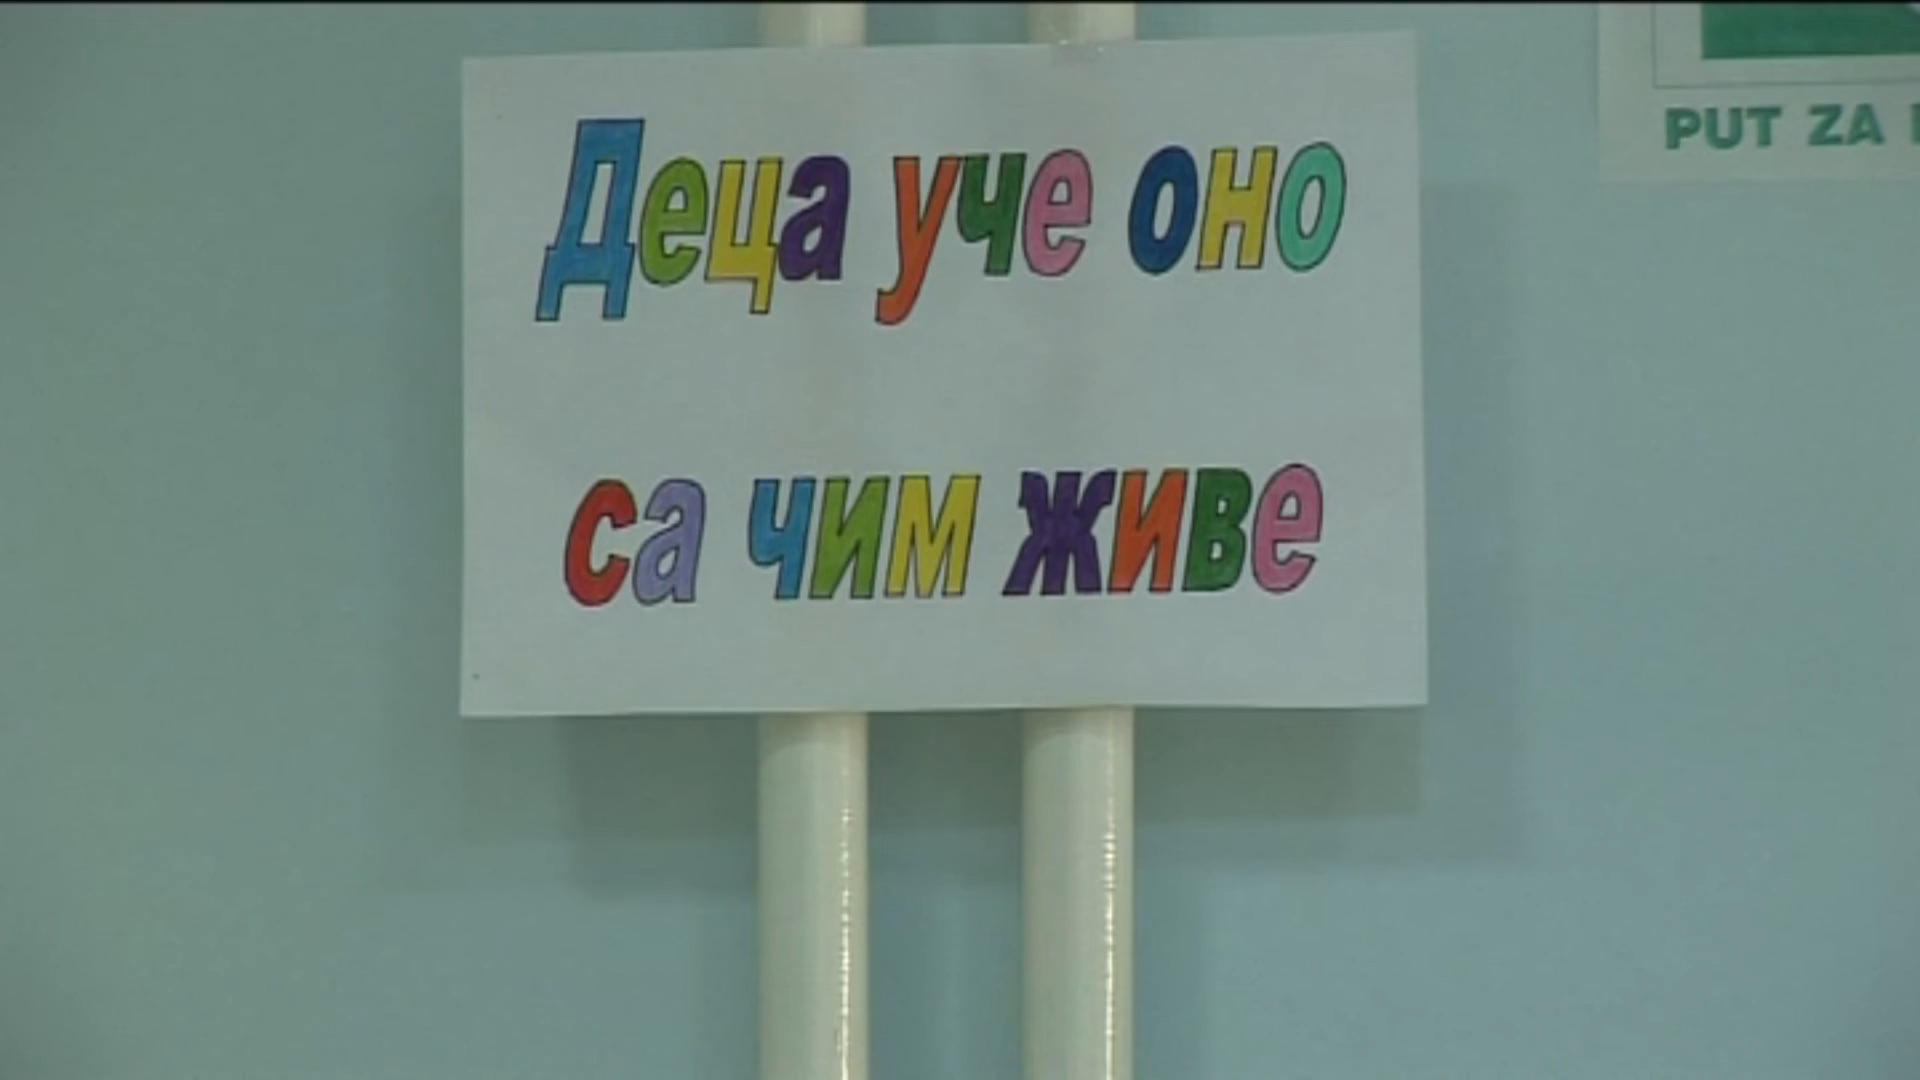 Деца уче оно
са чим живе
PUT ZA